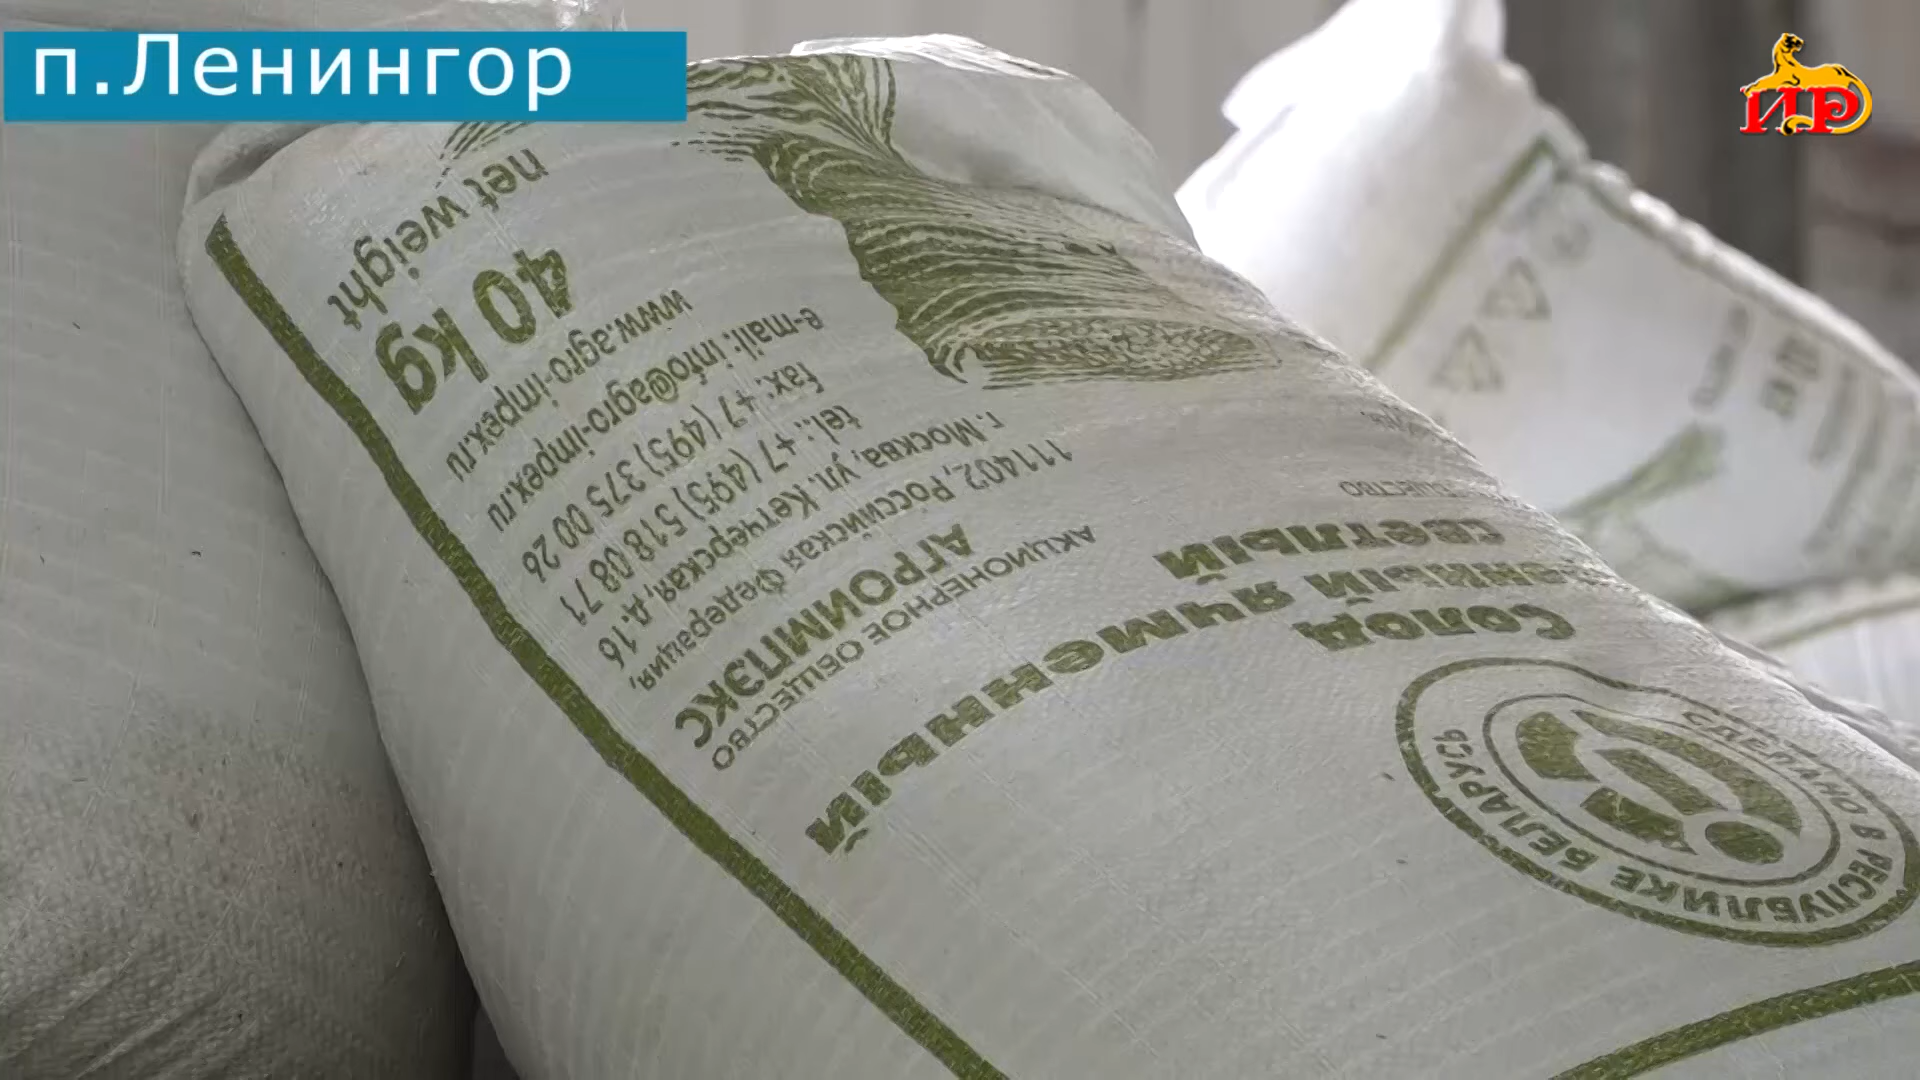 п.Ленингор
ИР
Солод ячменный
светлый
ячменный
АКЦИОНЕРНОЕ ОБЩЕСТВО
АГРОИМПЭКС
111402, Российская Федерация,
г. Москва, ул. Кетчерская, д.16
tel.: +7 (495) 518 08 71
fax: +7 (495) 375 00 26
e-mail: info@agro-impex.ru
www.agro-impex.ru
40 kg
net weight
В РЕСПУБЛИКЕ БЕЛАРУСЬ